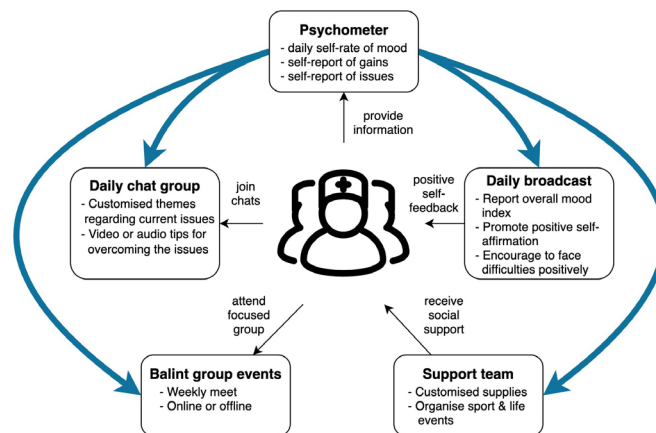 Psychometer
- daily self-rate of mood
- self-report of gains
- self-report of issues
provide
information
Daily chat group
- Customised themes
regarding current issues
- Video or audio tips for
overcoming the issues
join
chats
positive
self-
feedback
Daily broadcast
- Report overall mood
index
- Promote positive self-
affirmation
- Encourage to face
difficulties positively
attend
focused
group
receive
social
support
Balint group events
- Weekly meet
- Online or offline
Support team
- Customised supplies
- Organise sport & life
events